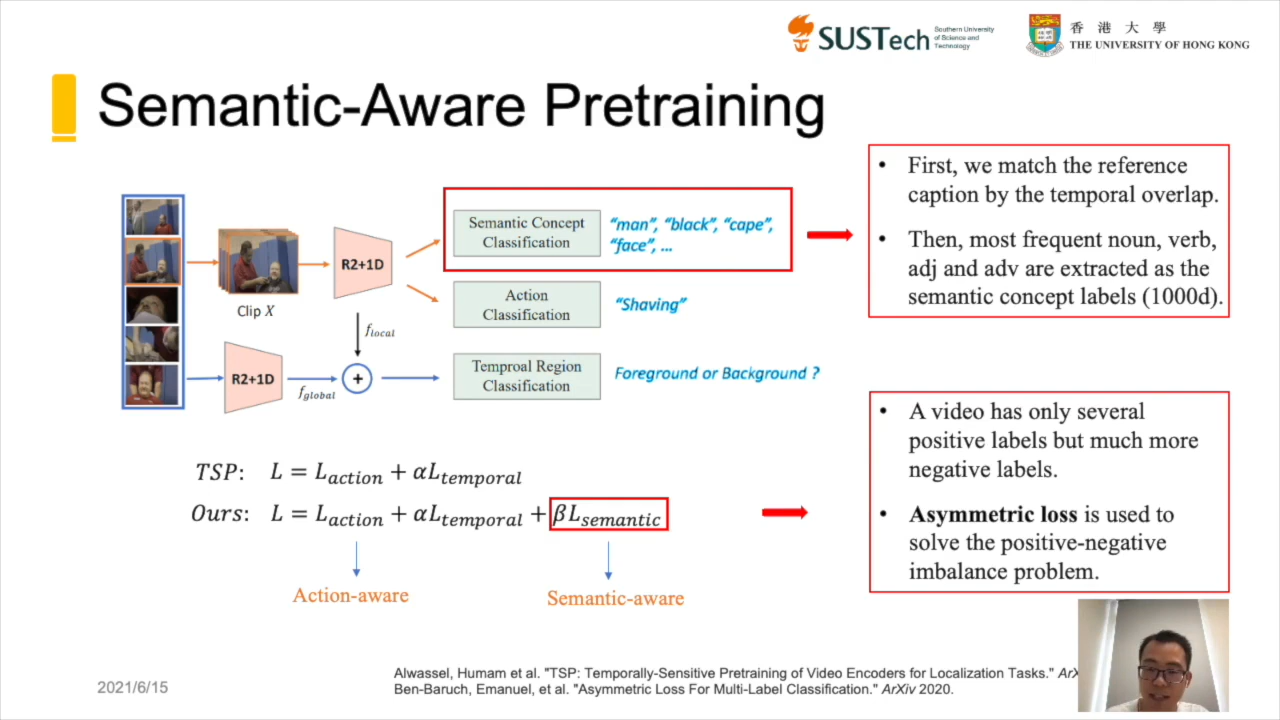 SUSTech
Southern University
of Science and
Technology
香港大學
THE UNIVERSITY OF HONG KONG
Semantic-Aware Pretraining
Clip X
R2+1D
Semantic Concept
Classification
“man”, “black”, “cape”,
“face”, ...
Action
Classification
“Shaving”
f_local
R2+1D
f_global
+
Temproal Region
Classification
Foreground or Background ?
TSP: L = L_action + αL_temporal
Ours: L = L_action + αL_temporal + βL_semantic
Action-aware
Semantic-aware
• First, we match the reference
caption by the temporal overlap.
• Then, most frequent noun, verb,
adj and adv are extracted as the
semantic concept labels (1000d).
• A video has only several
positive labels but much more
negative labels.
• Asymmetric loss is used to
solve the positive-negative
imbalance problem.
2021/6/15
Alwassel, Humam et al. "TSP: Temporally-Sensitive Pretraining of Video Encoders for Localization Tasks."
Ben-Baruch, Emanuel, et al. "Asymmetric Loss For Multi-Label Classification." ArXiv 2020.